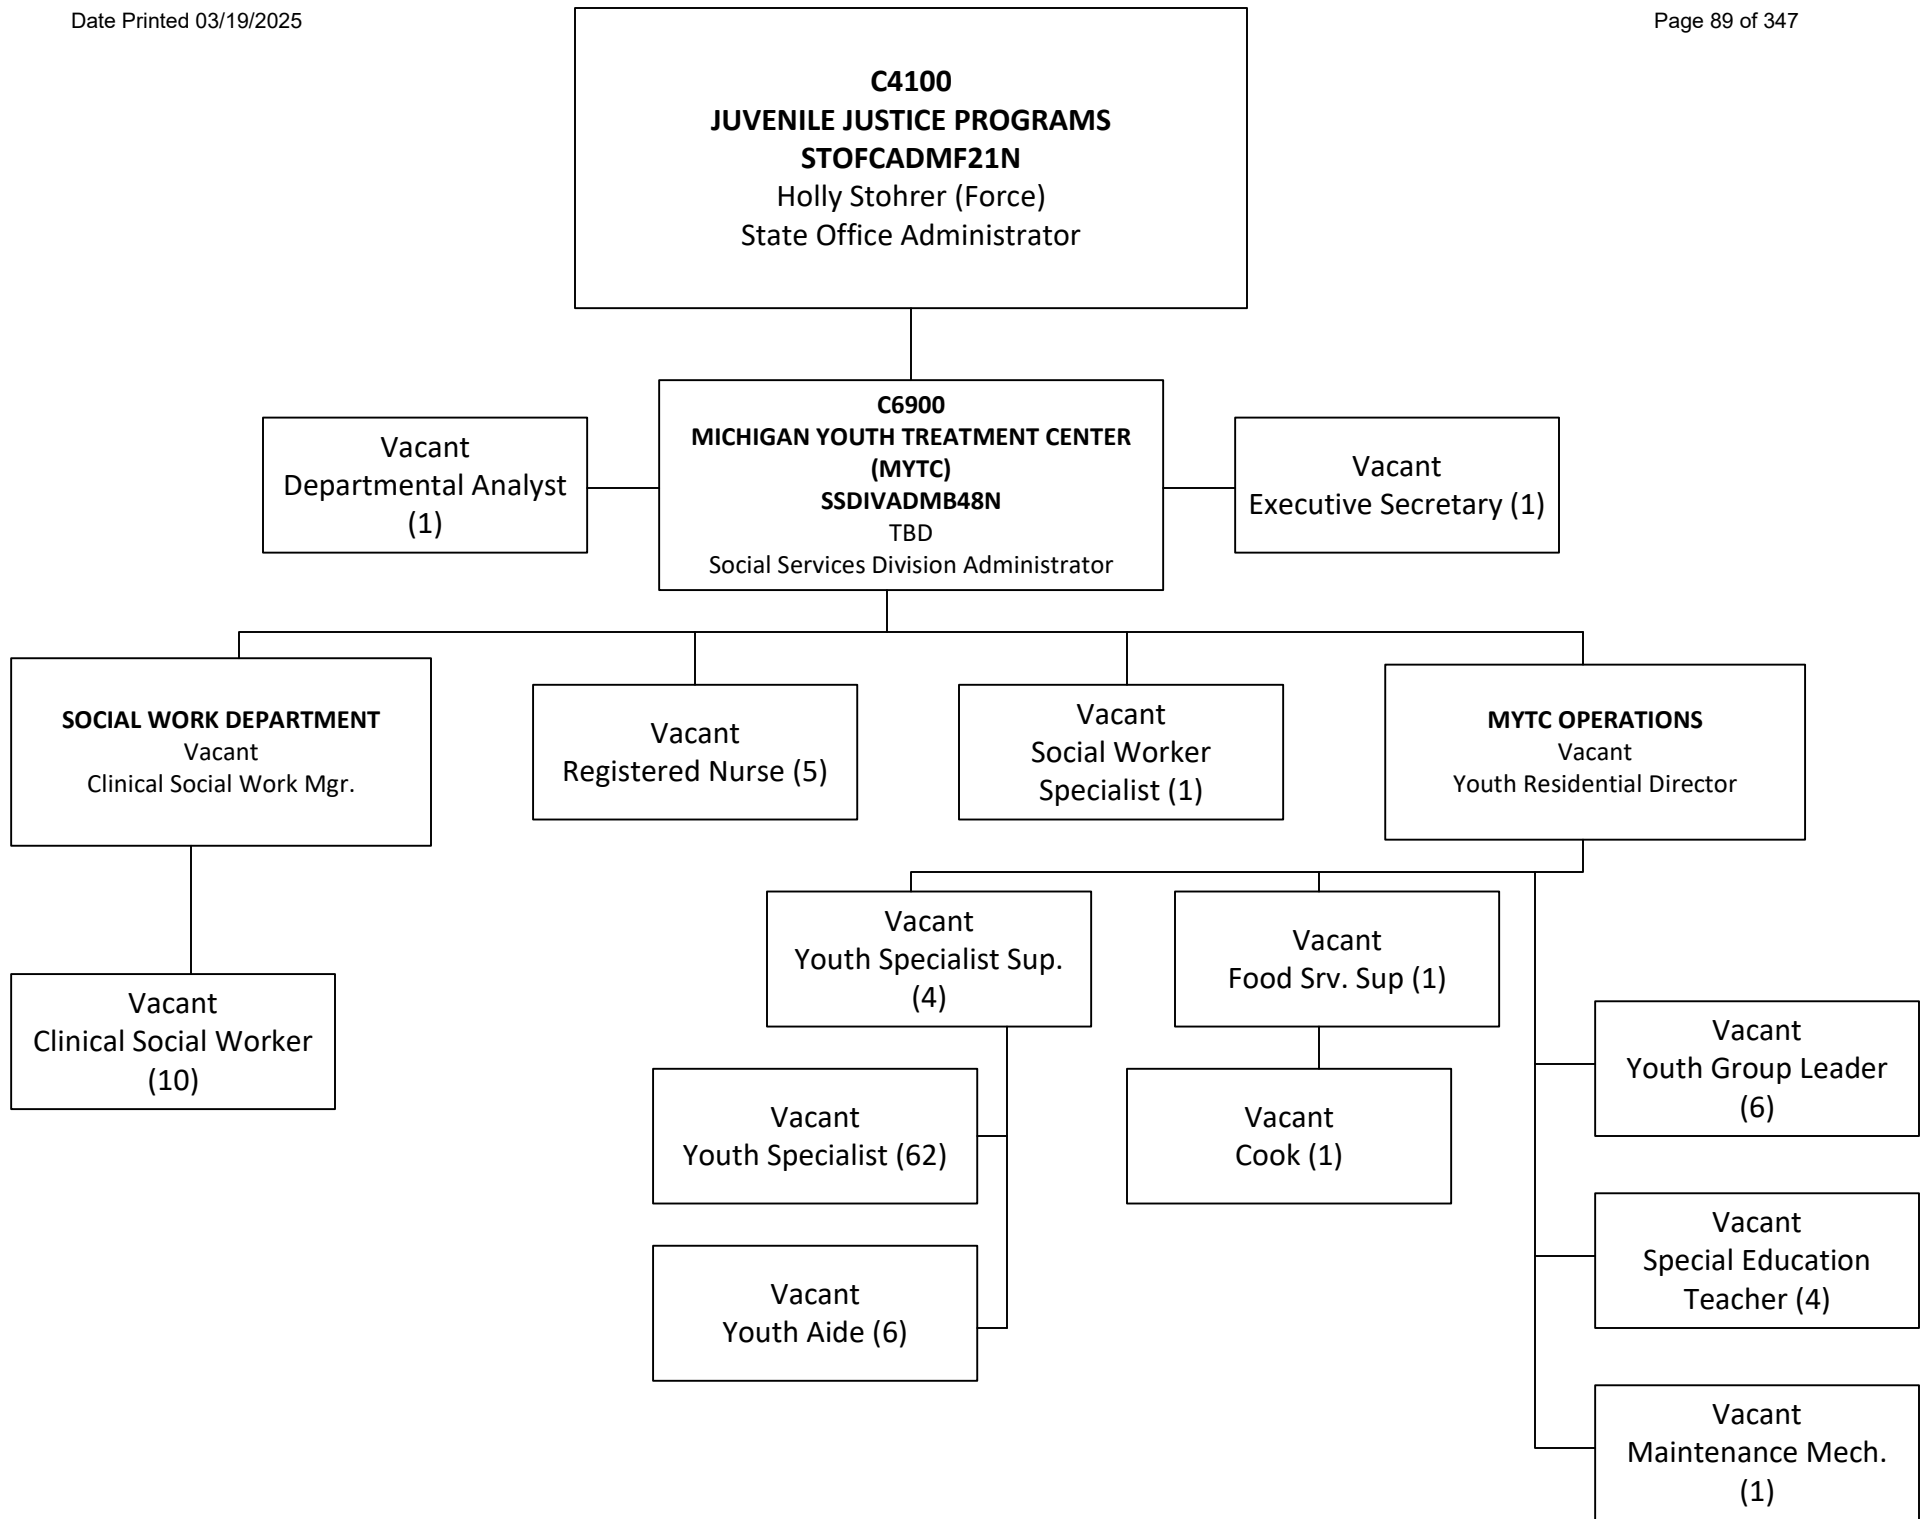 Date Printed 03/19/2025
Page 89 of 347
C4100
JUVENILE JUSTICE PROGRAMS
STOFCADMF21N
Holly Stohrer (Force)
State Office Administrator
Vacant
Departmental Analyst
(1)
C6900
MICHIGAN YOUTH TREATMENT CENTER
(MYTC)
SSDIVADMB48N
TBD
Social Services Division Administrator
Vacant
Executive Secretary (1)
SOCIAL WORK DEPARTMENT
Vacant
Clinical Social Work Mgr.
Vacant
Registered Nurse (5)
Vacant
Social Worker
Specialist (1)
MYTC OPERATIONS
Vacant
Youth Residential Director
Vacant
Clinical Social Worker
(10)
Vacant
Youth Specialist Sup.
(4)
Vacant
Food Srv. Sup (1)
Vacant
Youth Specialist (62)
Vacant
Cook (1)
Vacant
Youth Aide (6)
Vacant
Youth Group Leader
(6)
Vacant
Special Education
Teacher (4)
Vacant
Maintenance Mech.
(1)